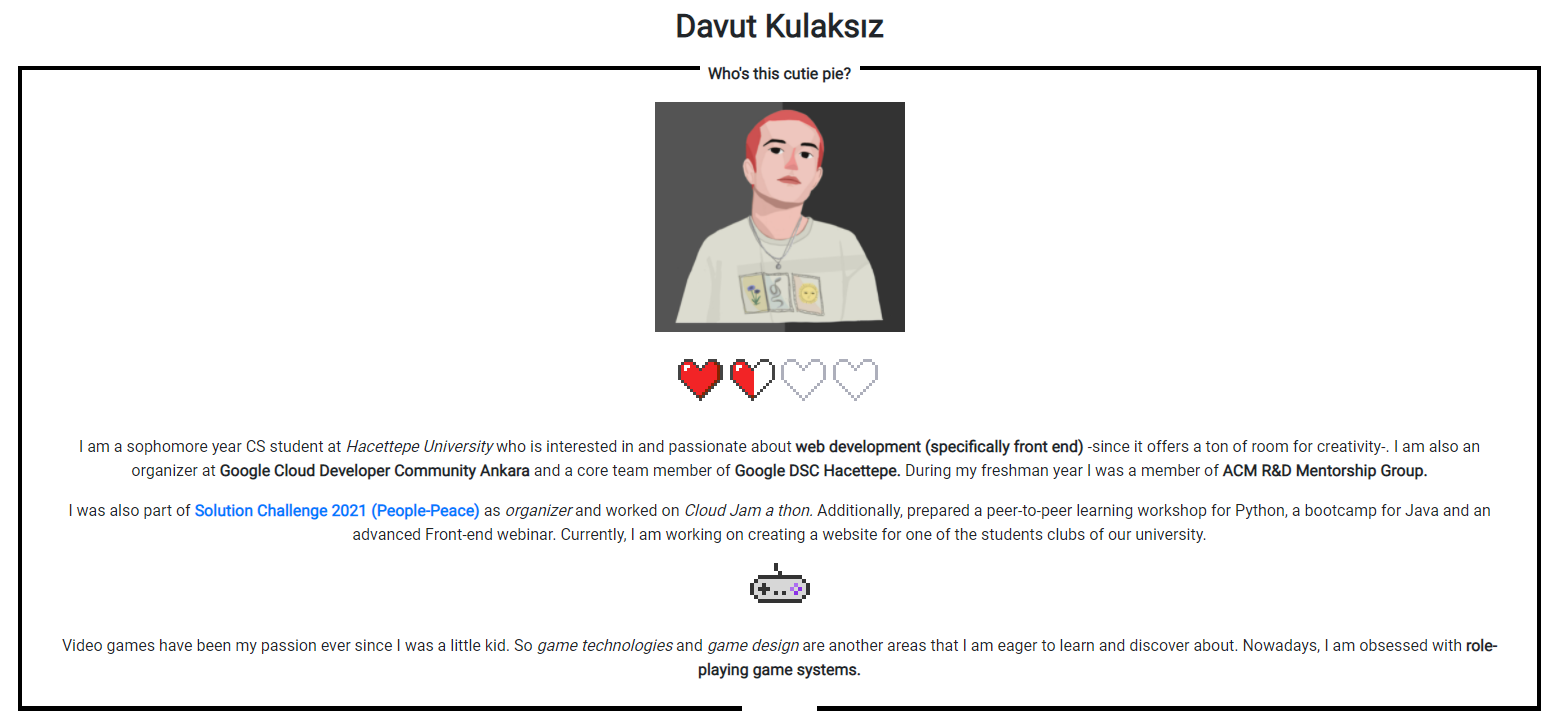 Davut Kulaksız
Who's this cutie pie?
I am a sophomore year CS student at Hacettepe University who is interested in and passionate about web development (specifically front end) -since it offers a ton of room for creativity-. I am also an
organizer at Google Cloud Developer Community Ankara and a core team member of Google DSC Hacettepe. During my freshman year I was a member of ACM R&D Mentorship Group.
I was also part of Solution Challenge 2021 (People-Peace) as organizer and worked on Cloud Jam a thon. Additionally, prepared a peer-to-peer learning workshop for Python, a bootcamp for Java and an
advanced Front-end webinar. Currently, I am working on creating a website for one of the students clubs of our university.
Video games have been my passion ever since I was a little kid. So game technologies and game design are another areas that I am eager to learn and discover about. Nowadays, I am obsessed with role-
playing game systems.